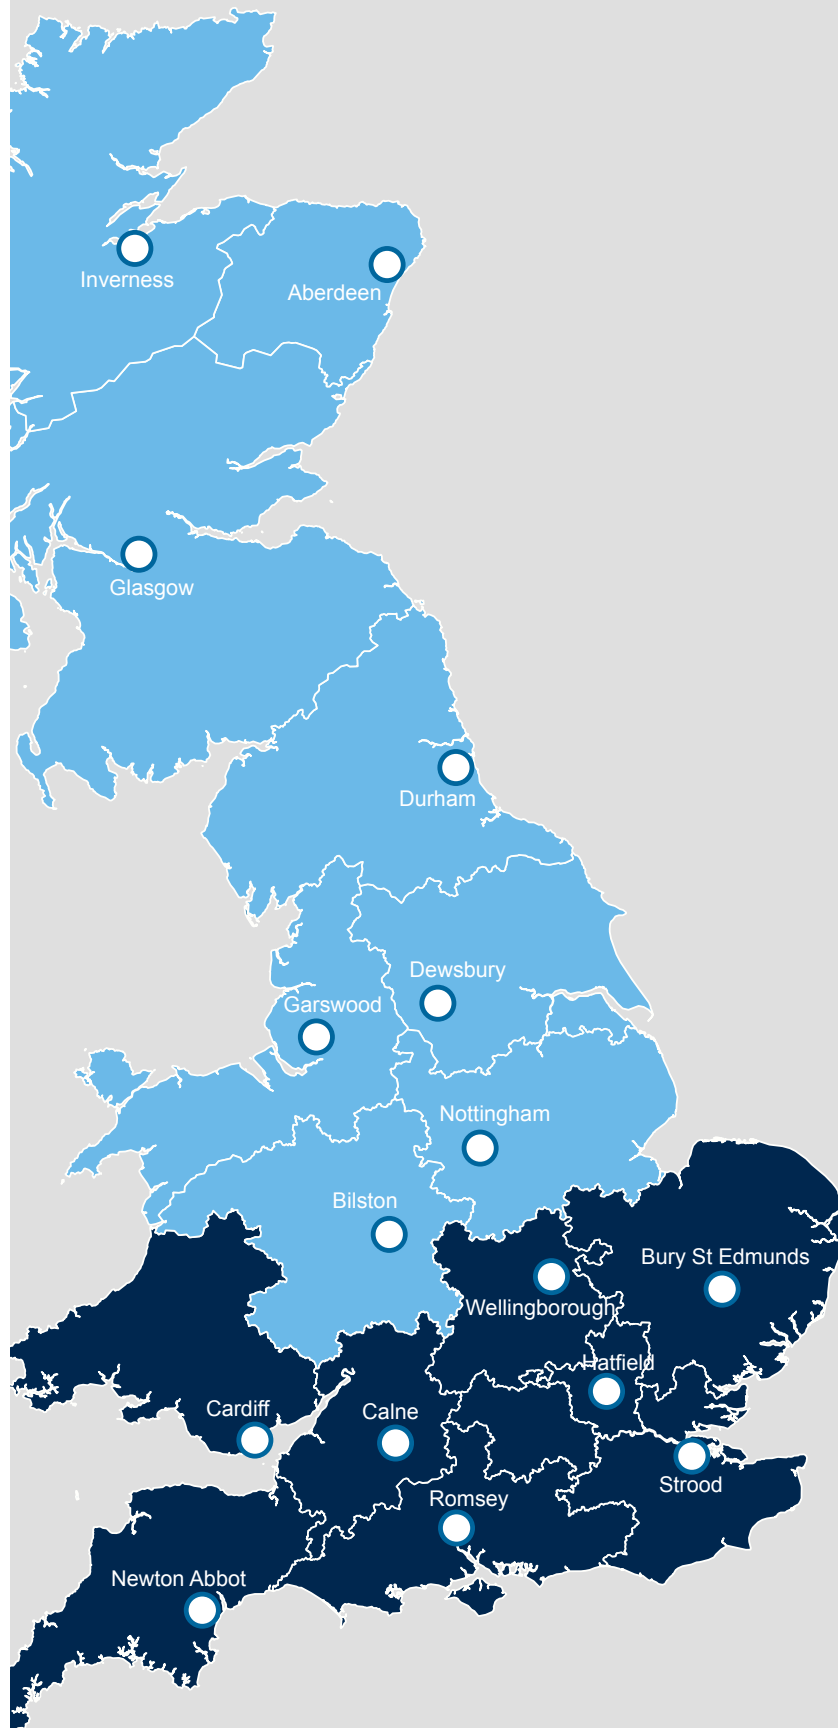 Inverness
Aberdeen
Glasgow
Durham
Dewsbury
Garswood
Nottingham
Bilston
Bury St Edmunds
Wellingborough
Hatfield
Cardiff
Calne
Strood
Romsey
Newton Abbot